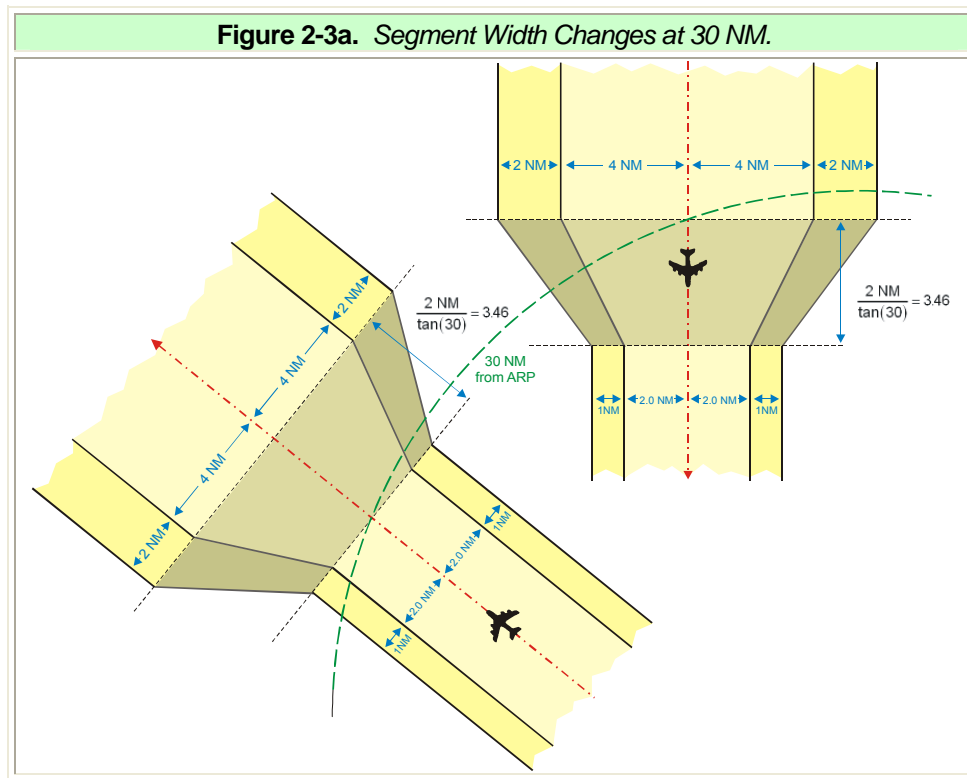 Figure 2-3a. Segment Width Changes at 30 NM.
2 NM
4 NM
4 NM
2 NM
2 NM
tan(30)
=3.46
1NM
2.0 NM
2.0 NM
1NM
2 NM
4 NM
4 NM
2 NM
2 NM
tan(30)
=3.46
30 NM
from ARP
1NM
2.0 NM
2.0 NM
1NM